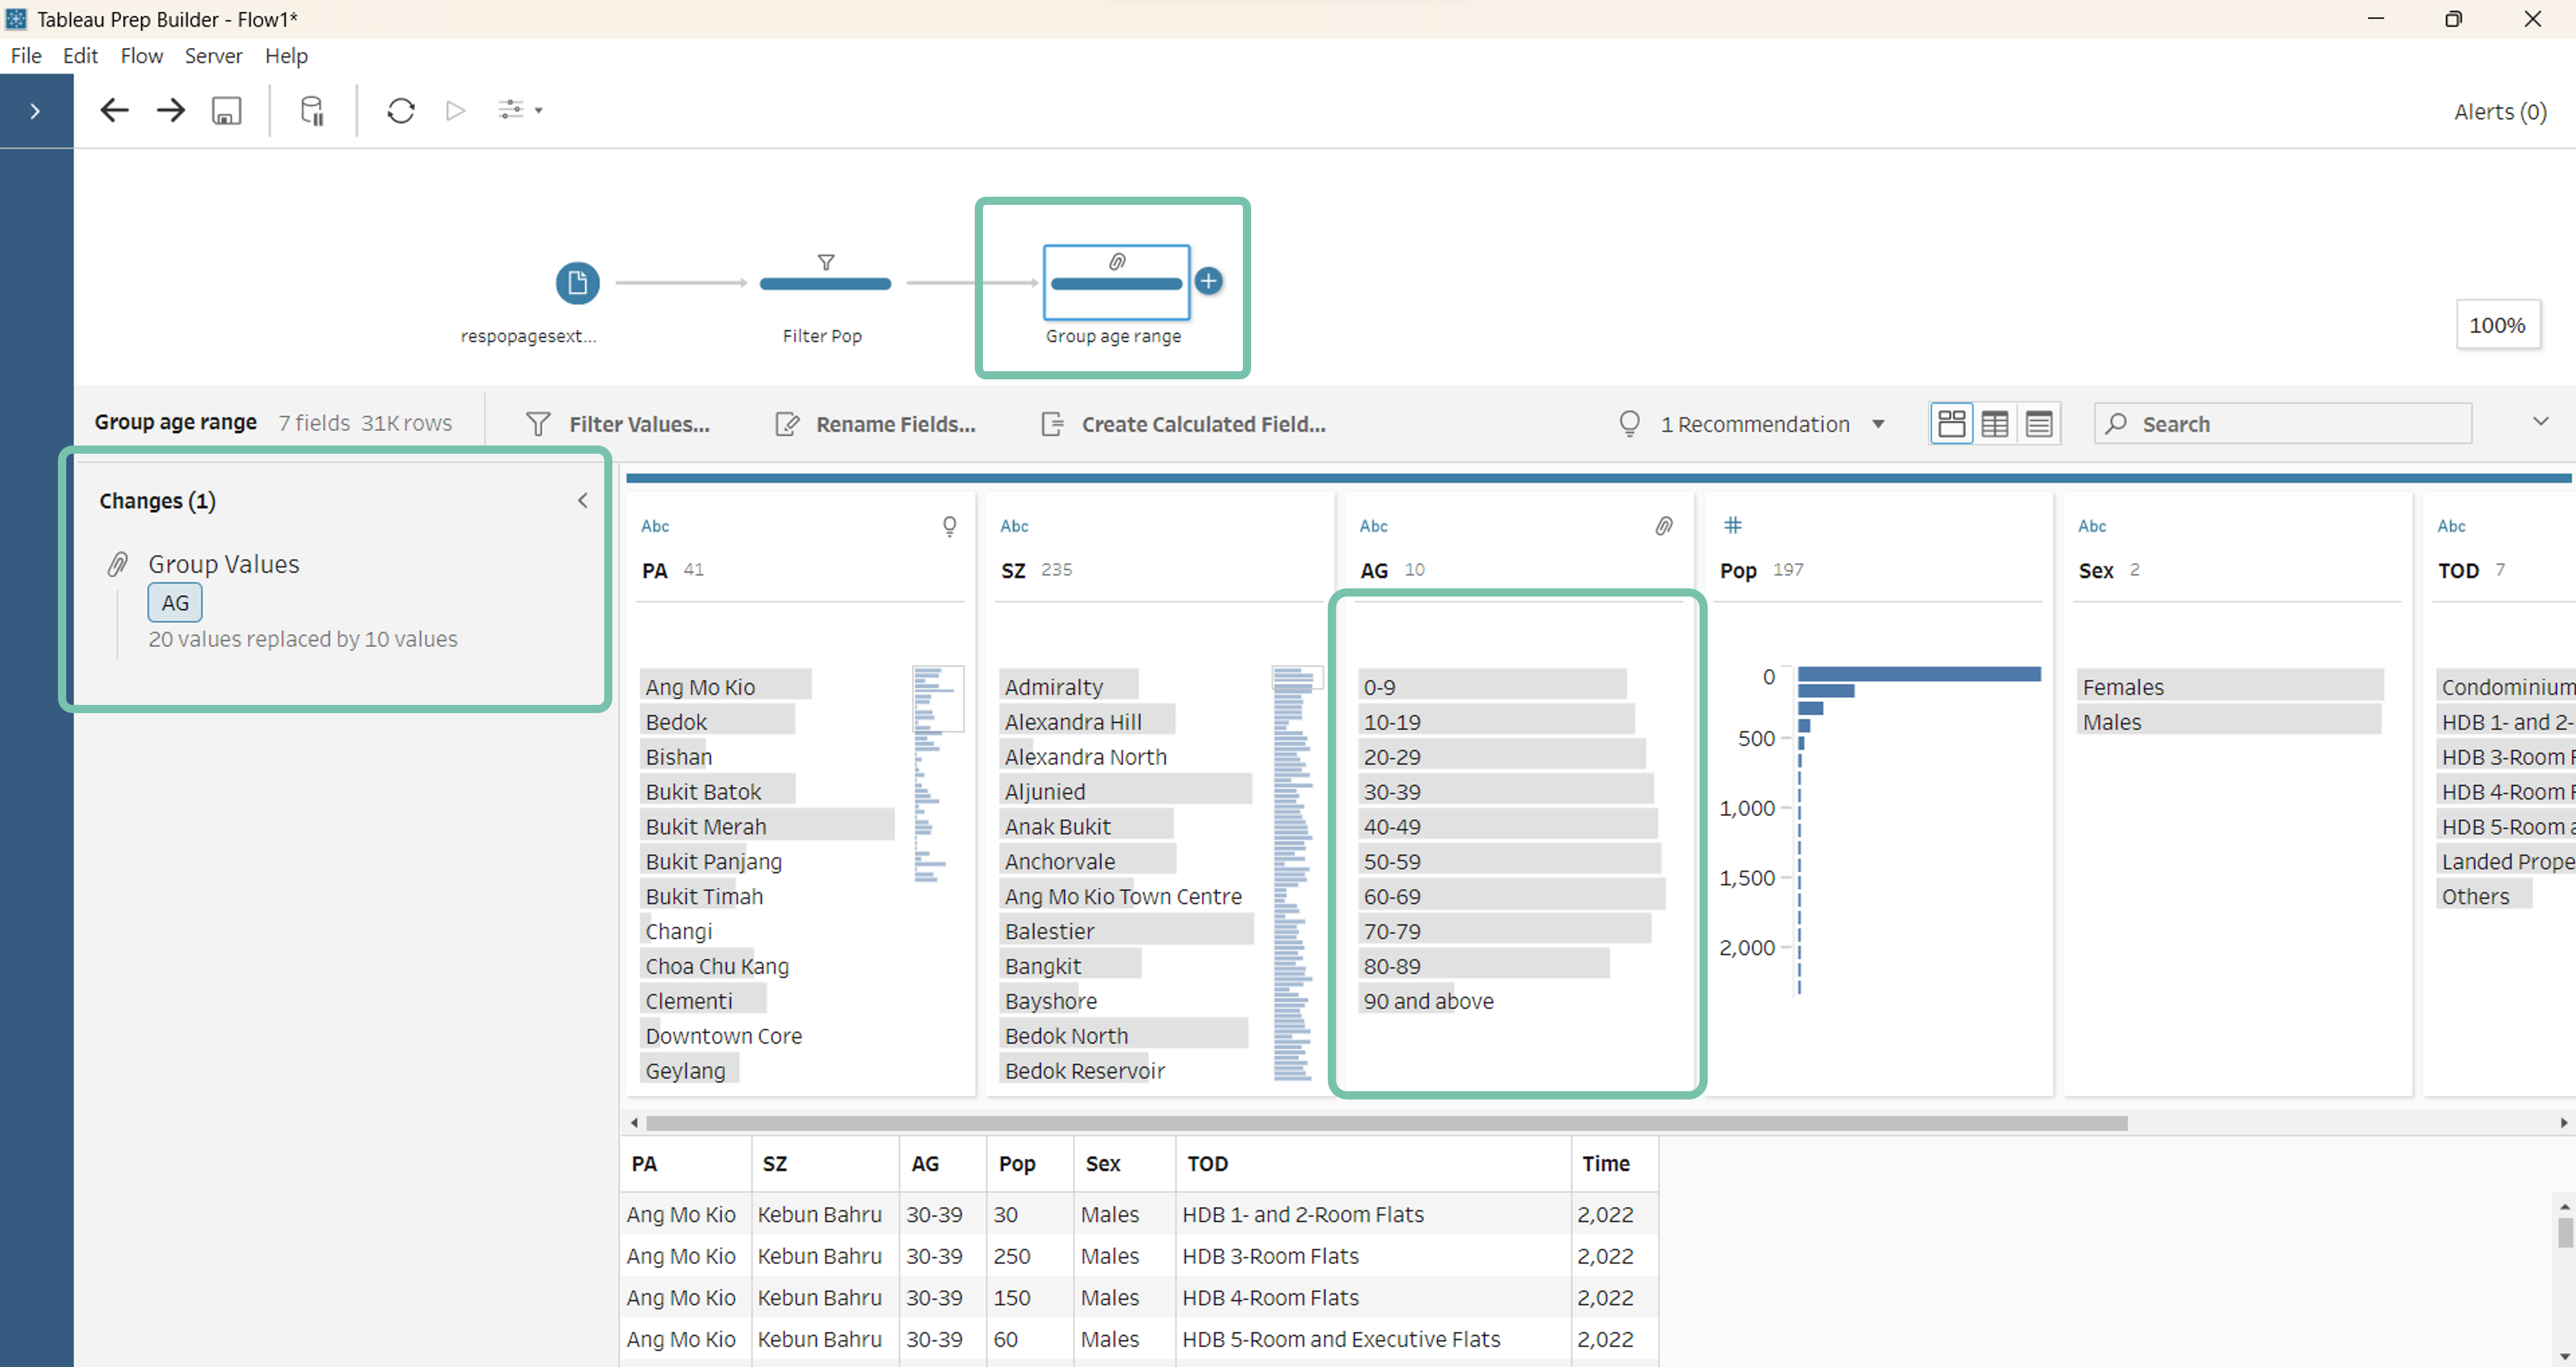 Tableau Prep Builder - Flow1*
File Edit Flow Server Help
Alerts (0)
respopagesext...
Filter Pop
Group age range
100%
Group age range 7 fields 31K rows Filter Values... Rename Fields... Create Calculated Field... 1 Recommendation Search
Changes (1)
Group Values
AG
20 values replaced by 10 values
Abc
PA 41
Ang Mo Kio
Bedok
Bishan
Bukit Batok
Bukit Merah
Bukit Panjang
Bukit Timah
Changi
Choa Chu Kang
Clementi
Downtown Core
Geylang
Abc
SZ 235
Admiralty
Alexandra Hill
Alexandra North
Aljunied
Anak Bukit
Anchorvale
Ang Mo Kio Town Centre
Balestier
Bangkit
Bayshore
Bedok North
Bedok Reservoir
Abc
AG 10
0-9
10-19
20-29
30-39
40-49
50-59
60-69
70-79
80-89
90 and above
#
Pop 197
0
500
1,000
1,500
2,000
Abc
Sex 2
Females
Males
Abc
TOD 7
Condominium
HDB 1- and 2-
HDB 3-Room F
HDB 4-Room F
HDB 5-Room a
Landed Prope
Others
PA SZ AG Pop Sex TOD Time
Ang Mo Kio Kebun Bahru 30-39 30 Males HDB 1- and 2-Room Flats 2,022
Ang Mo Kio Kebun Bahru 30-39 250 Males HDB 3-Room Flats 2,022
Ang Mo Kio Kebun Bahru 30-39 150 Males HDB 4-Room Flats 2,022
Ang Mo Kio Kebun Bahru 30-39 60 Males HDB 5-Room and Executive Flats 2,022